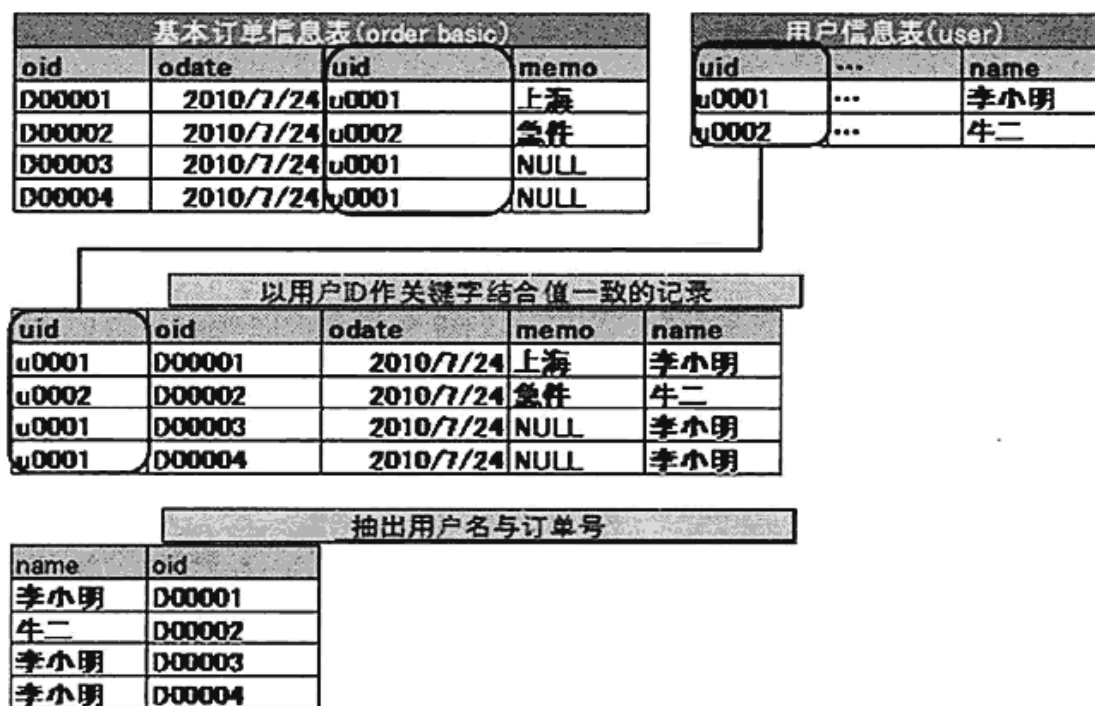 基本订单信息表(order basic)
oid odate uid memo
D00001 2010/7/24 u0001 上海
D00002 2010/7/24 u0002 急件
D00003 2010/7/24 u0001 NULL
D00004 2010/7/24 u0001 NULL
用户信息表(user)
uid ... name
u0001 ... 李小明
u0002 ... 牛二
以用户ID作关键字结合值一致的记录
uid oid odate memo name
u0001 D00001 2010/7/24 上海 李小明
u0002 D00002 2010/7/24 急件 牛二
u0001 D00003 2010/7/24 NULL 李小明
u0001 D00004 2010/7/24 NULL 李小明
抽出用户名与订单号
name oid
李小明 D00001
牛二 D00002
李小明 D00003
李小明 D00004